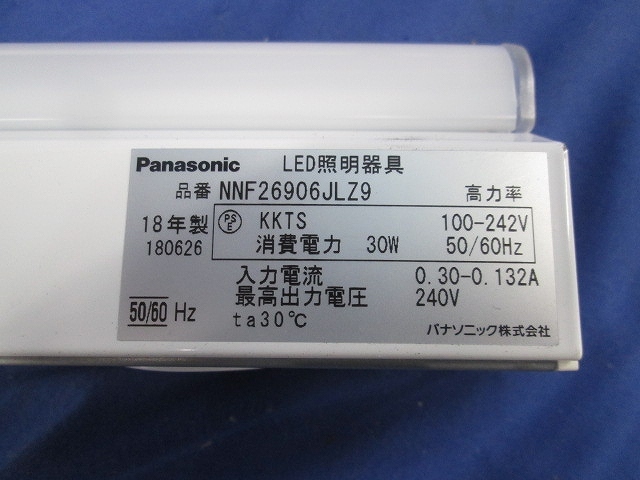 Panasonic LED照明器具
品番 NNF26906JLZ9 高力率
18年製 PSE KKTS 100-242V
180626 消費電力 30W 50/60Hz
入力電流 0.30-0.132A
最高出力電圧 240V
50/60 Hz ta30℃
パナソニック株式会社